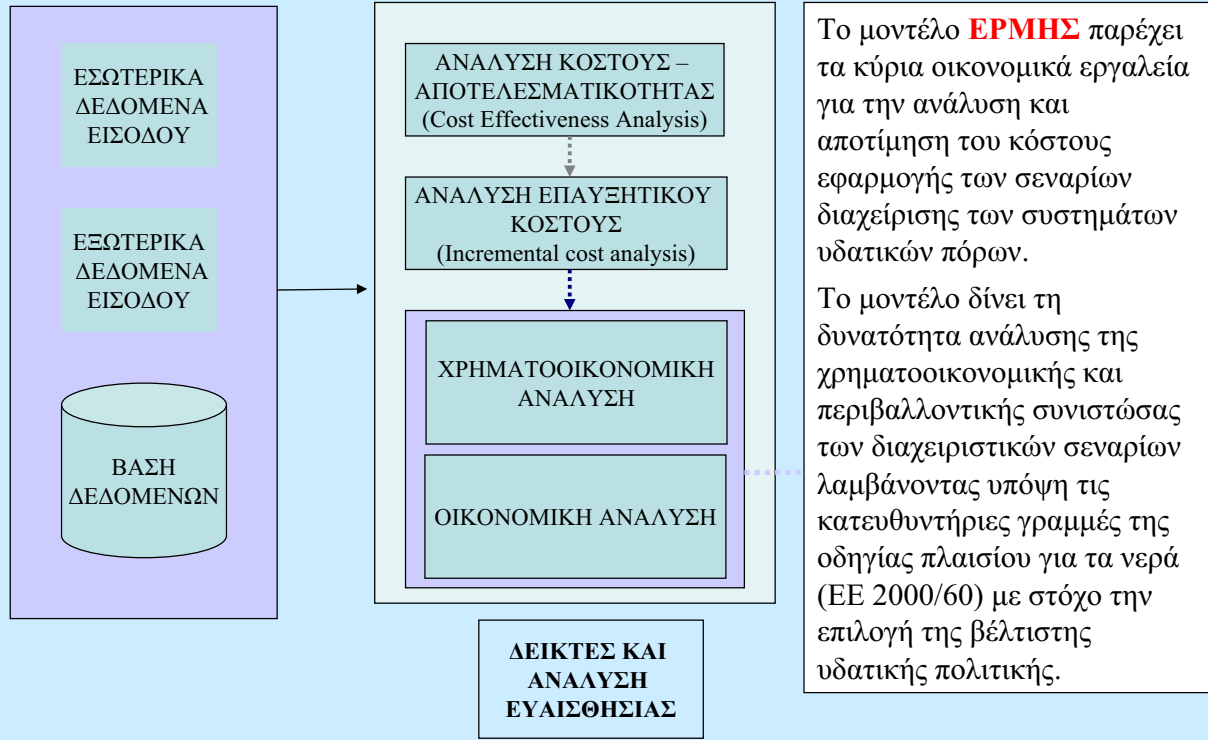 ΕΣΩΤΕΡΙΚΑ
ΔΕΔΟΜΕΝΑ
ΕΙΣΟΔΟΥ
ΕΞΩΤΕΡΙΚΑ
ΔΕΔΟΜΕΝΑ
ΕΙΣΟΔΟΥ
ΒΑΣΗ
ΔΕΔΟΜΕΝΩΝ
ΑΝΑΛΥΣΗ ΚΟΣΤΟΥΣ –
ΑΠΟΤΕΛΕΣΜΑΤΙΚΟΤΗΤΑΣ
(Cost Effectiveness Analysis)
ΑΝΑΛΥΣΗ ΕΠΑΥΞΗΤΙΚΟΥ
ΚΟΣΤΟΥΣ
(Incremental cost analysis)
ΧΡΗΜΑΤΟΟΙΚΟΝΟΜΙΚΗ
ΑΝΑΛΥΣΗ
ΟΙΚΟΝΟΜΙΚΗ ΑΝΑΛΥΣΗ
ΔΕΙΚΤΕΣ ΚΑΙ
ΑΝΑΛΥΣΗ
ΕΥΑΙΣΘΗΣΙΑΣ
Το μοντέλο ΕΡΜΗΣ παρέχει
τα κύρια οικονομικά εργαλεία
για την ανάλυση και
αποτίμηση του κόστους
εφαρμογής των σεναρίων
διαχείρισης των συστημάτων
υδατικών πόρων.
Το μοντέλο δίνει τη
δυνατότητα ανάλυσης της
χρηματοοικονομικής και
περιβαλλοντικής συνιστώσας
των διαχειριστικών σεναρίων
λαμβάνοντας υπόψη τις
κατευθυντήριες γραμμές της
οδηγίας πλαισίου για τα νερά
(ΕΕ 2000/60) με στόχο την
επιλογή της βέλτιστης
υδατικής πολιτικής.